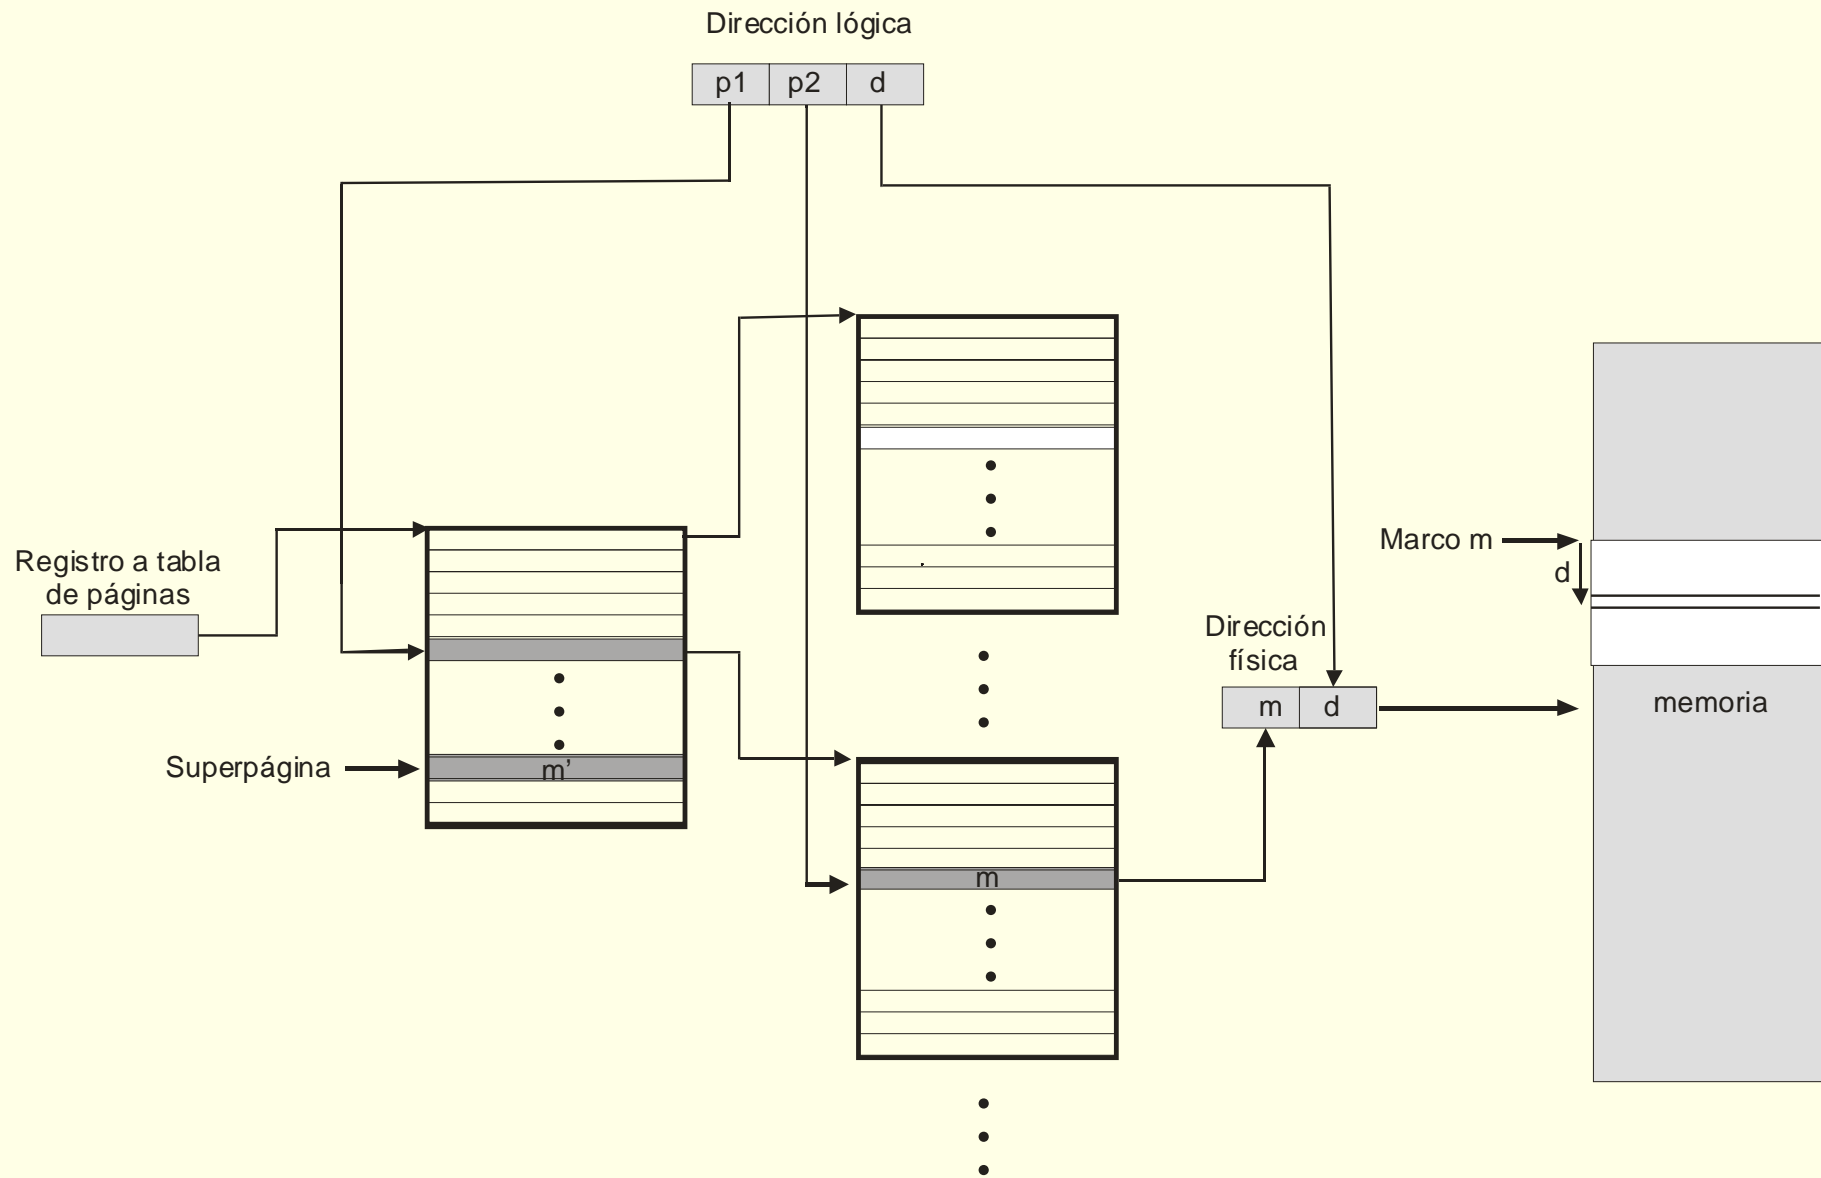 Dirección lógica
p1 p2 d
Registro a tabla
de páginas
Superpágina
m’
m
Dirección
física
m d
Marco m
d
memoria